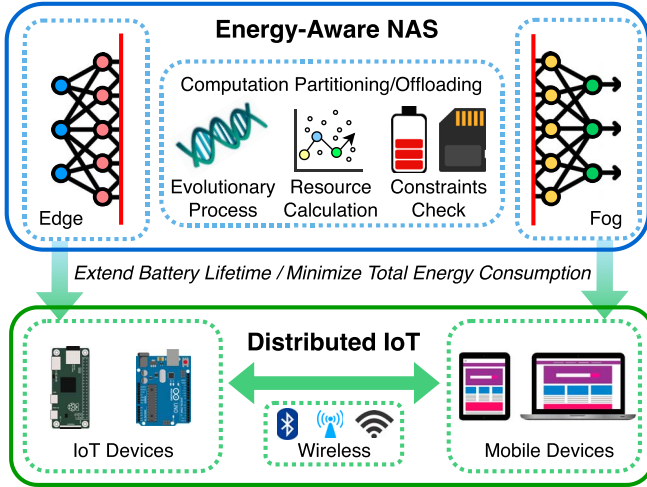 Energy-Aware NAS
Computation Partitioning/Offloading
Evolutionary
Process
Resource
Calculation
Constraints
Check
Edge
Fog
Extend Battery Lifetime / Minimize Total Energy Consumption
Distributed IoT
IoT Devices
Wireless
Mobile Devices